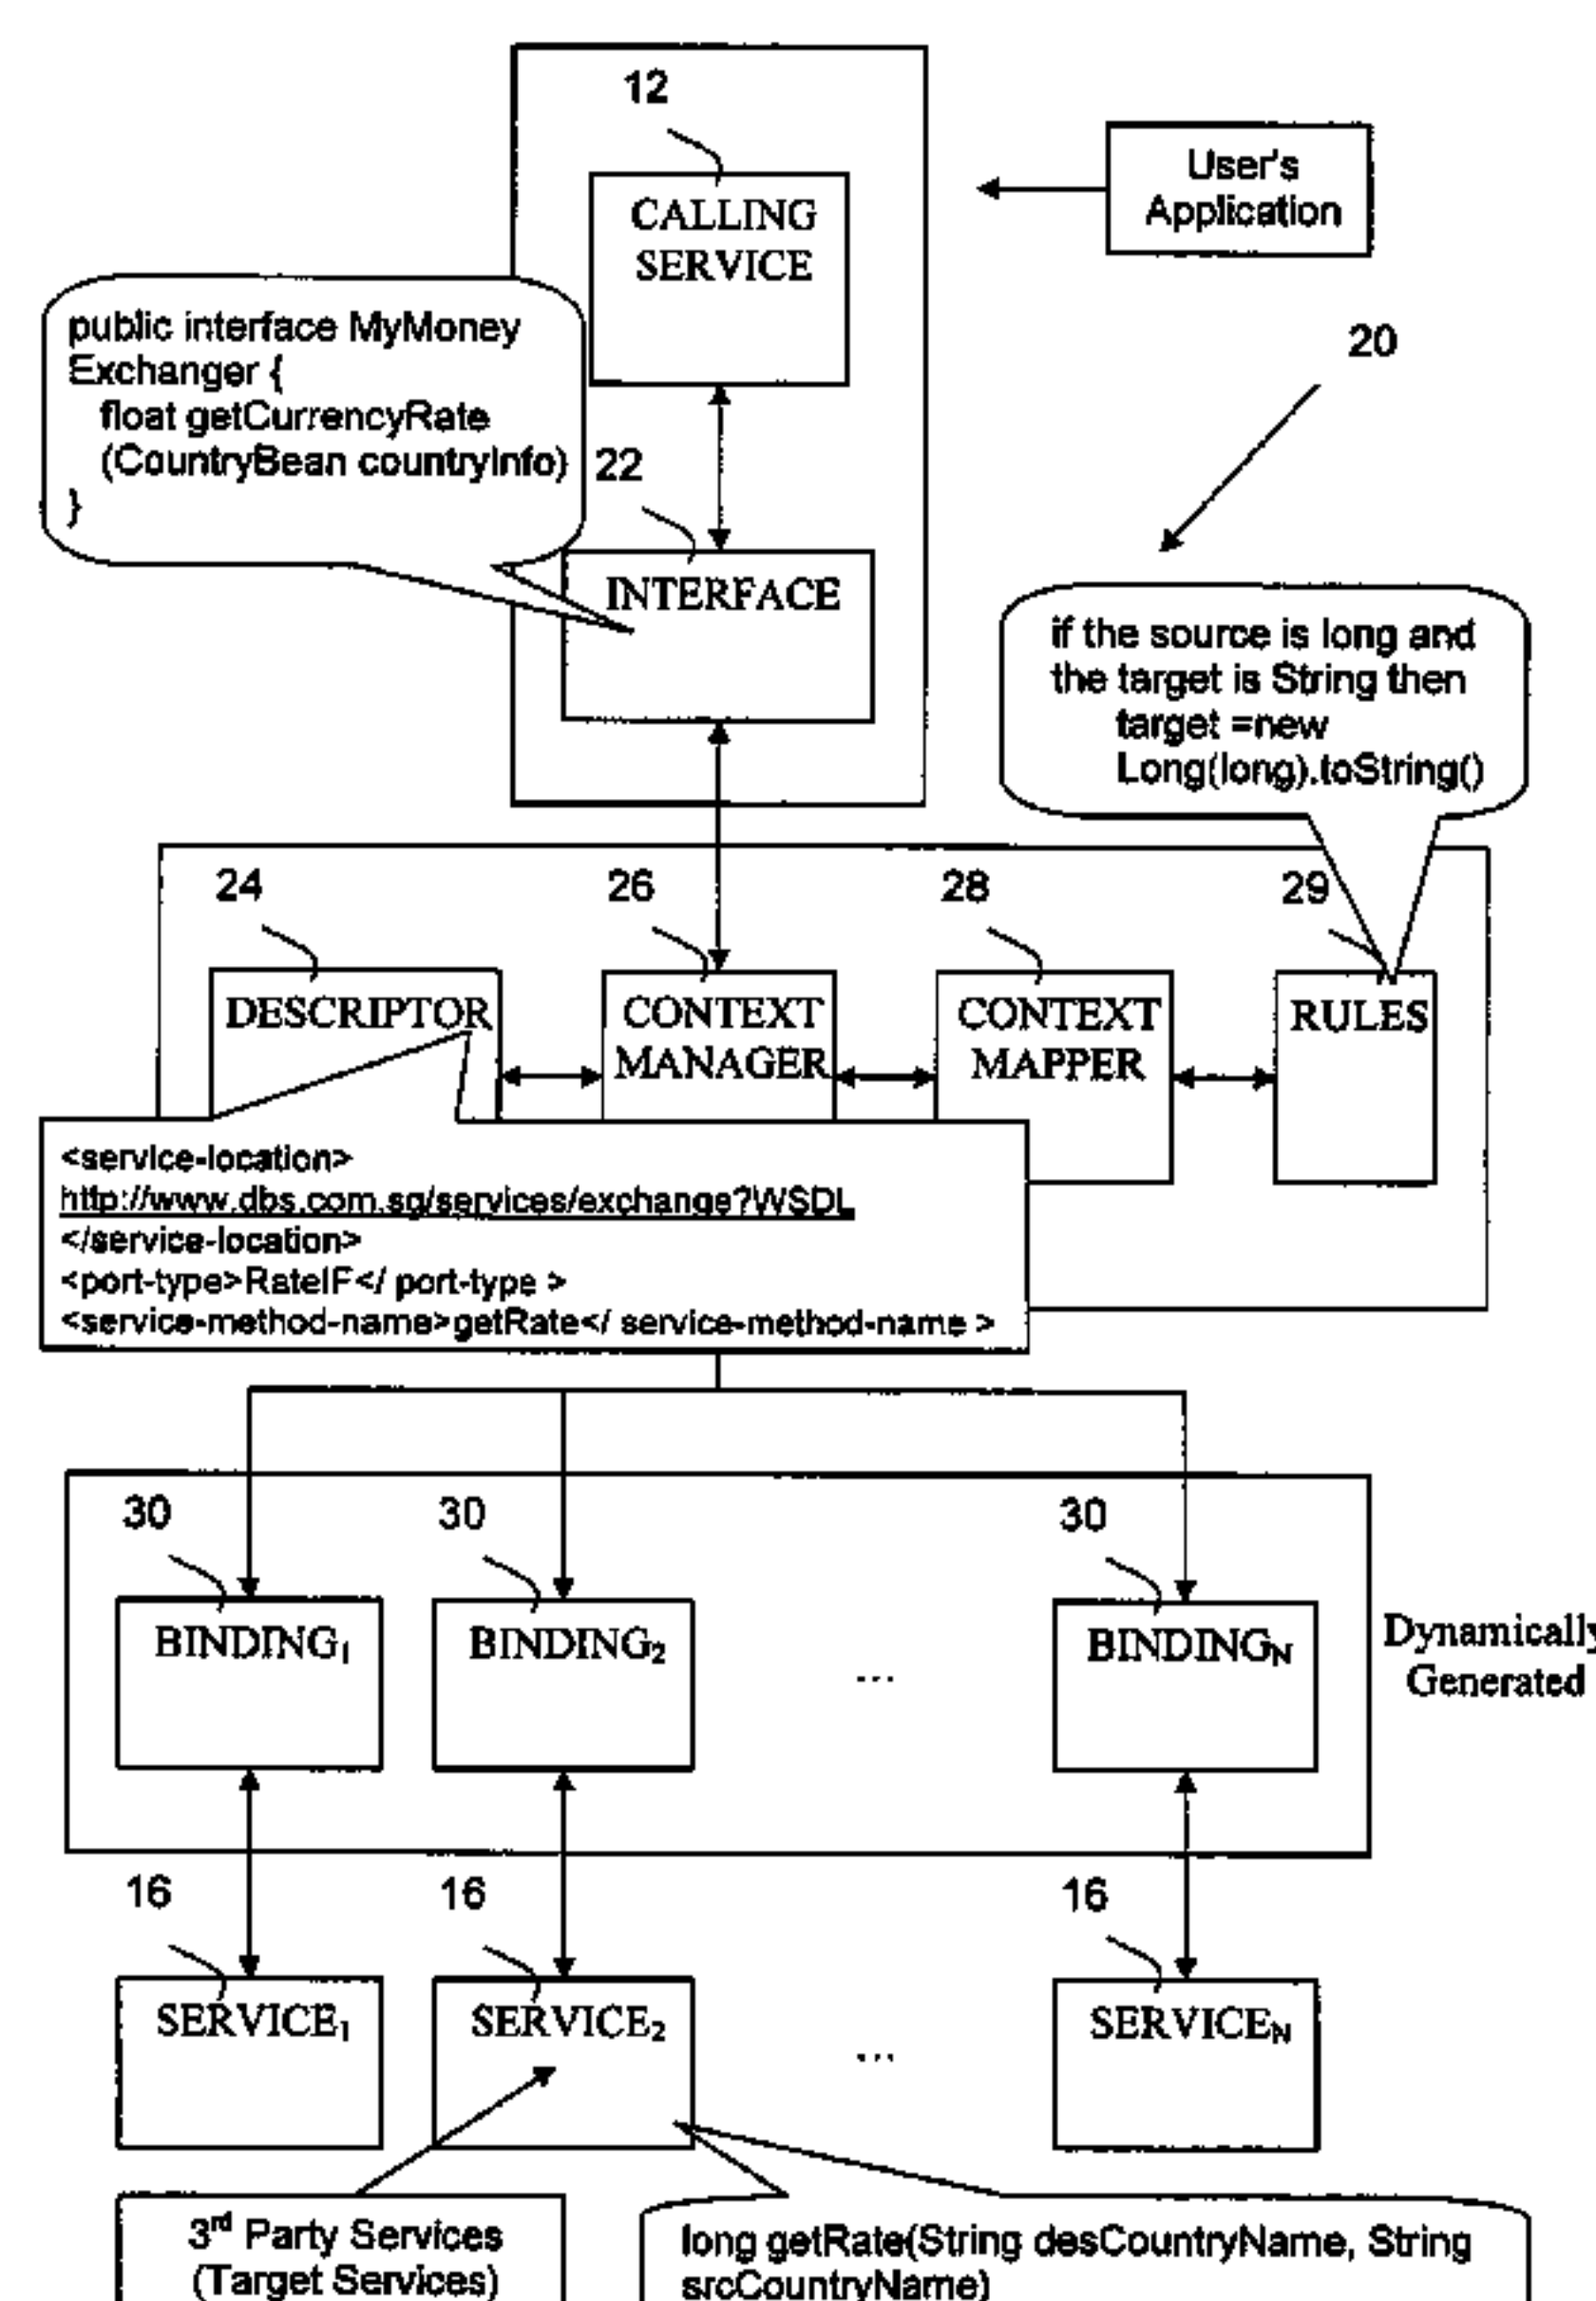 12
CALLING
SERVICE
User's
Application
public interface MyMoney
Exchanger {
float getCurrencyRate
(CountryBean countryInfo)
}
20
22
INTERFACE
if the source is long and
the target is String then
target =new
Long(long).toString()
24
26
28
29
DESCRIPTOR
CONTEXT
MANAGER
CONTEXT
MAPPER
RULES
<service-location>
http://www.dbs.com.sg/services/exchange?WSDL
</service-location>
<port-type>RateIF</ port-type >
<service-method-name>getRate</ service-method-name >
30
30
30
BINDING₁
BINDING₂
...
BINDING_N
Dynamically
Generated
16
16
16
SERVICE₁
SERVICE₂
...
SERVICE_N
3rd Party Services
(Target Services)
long getRate(String desCountryName, String
srcCountryName)